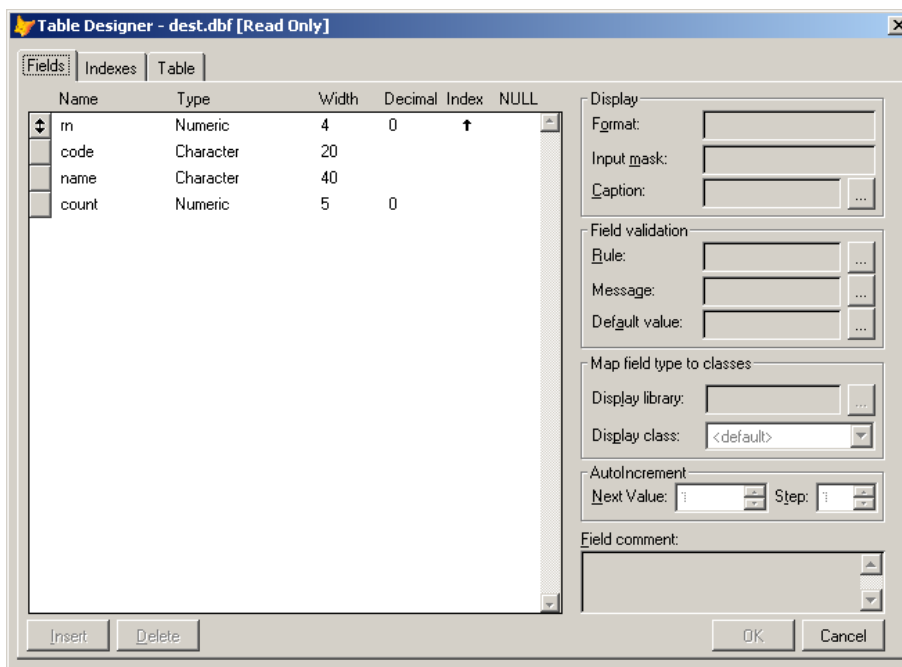 Table Designer - dest.dbf [Read Only]
Fields Indexes Table
Name Type Width Decimal Index NULL
rn Numeric 4 0
code Character 20
name Character 40
count Numeric 5 0
Display
Format:
Input mask:
Caption: ...
Field validation
Rule: ...
Message: ...
Default value: ...
Map field type to classes
Display library: ...
Display class: <default>
AutoIncrement
Next Value: 1 Step: 1
Field comment:
Insert Delete OK Cancel